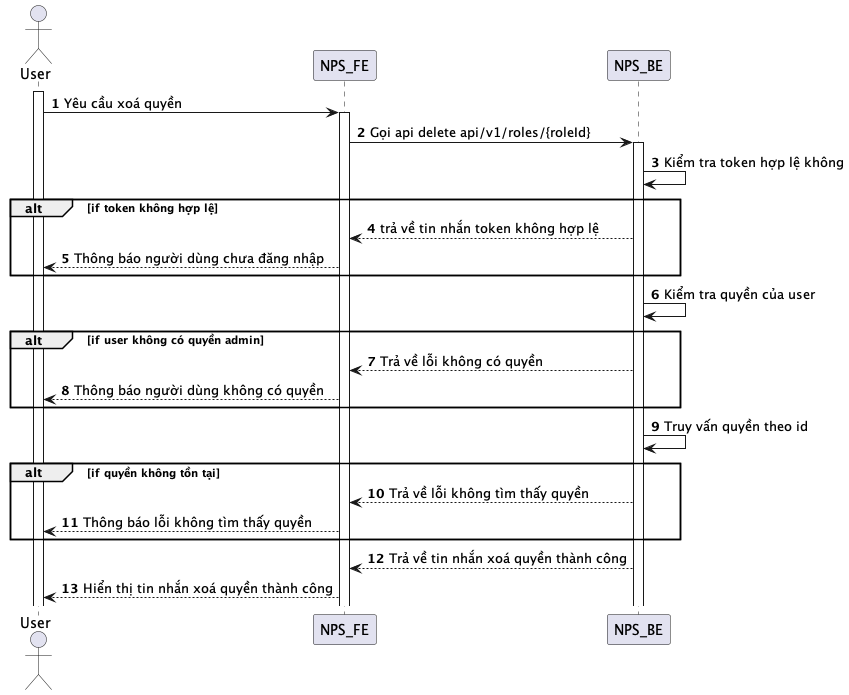 User
NPS_FE
NPS_BE
1 Yêu cầu xoá quyền
2 Gọi api delete api/v1/roles/{roleId}
3 Kiểm tra token hợp lệ không
alt [if token không hợp lệ]
4 trả về tin nhắn token không hợp lệ
5 Thông báo người dùng chưa đăng nhập
6 Kiểm tra quyền của user
alt [if user không có quyền admin]
7 Trả về lỗi không có quyền
8 Thông báo người dùng không có quyền
9 Truy vấn quyền theo id
alt [if quyền không tồn tại]
10 Trả về lỗi không tìm thấy quyền
11 Thông báo lỗi không tìm thấy quyền
12 Trả về tin nhắn xoá quyền thành công
13 Hiển thị tin nhắn xoá quyền thành công
User
NPS_FE
NPS_BE